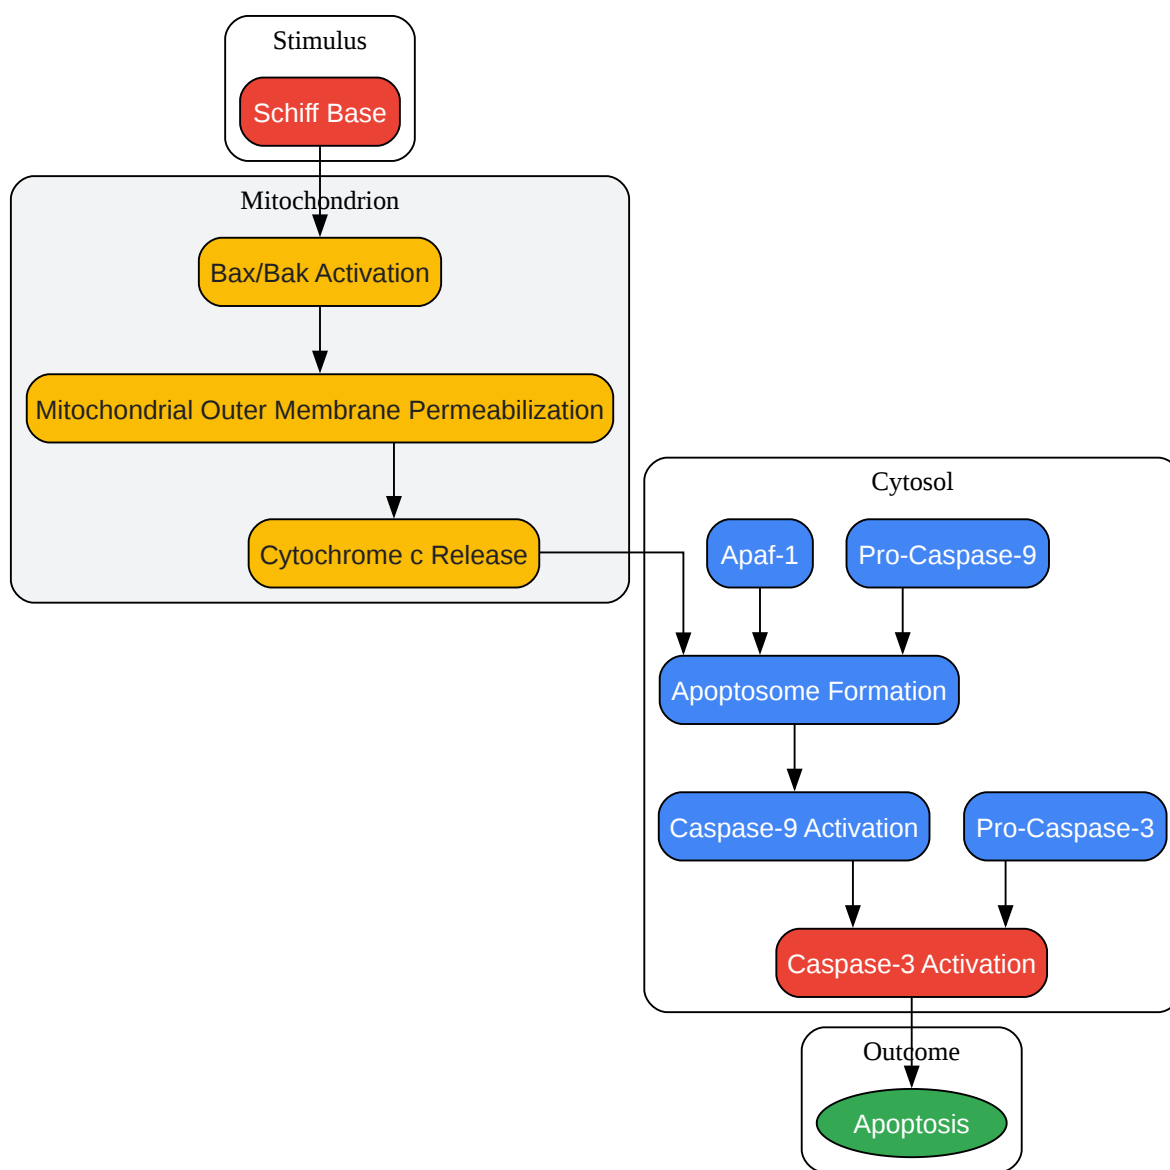 Stimulus
Schiff Base
Mitochondrion
Bax/Bak Activation
Mitochondrial Outer Membrane Permeabilization
Cytochrome c Release
Cytosol
Apaf-1
Pro-Caspase-9
Apoptosome Formation
Caspase-9 Activation
Pro-Caspase-3
Caspase-3 Activation
Outcome
Apoptosis